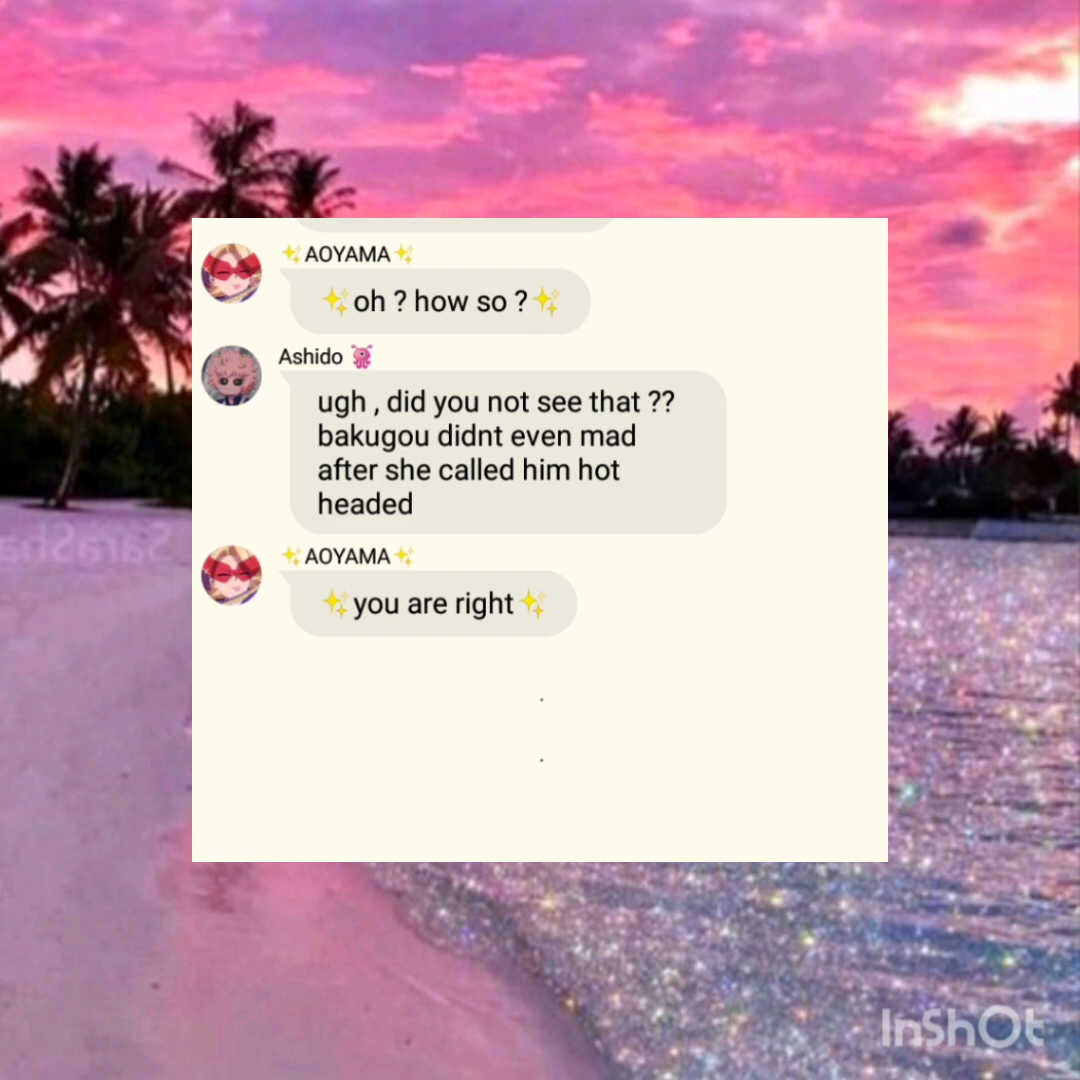 ✨AOYAMA✨
✨oh ? how so ?✨
Ashido
ugh , did you not see that ??
bakugou didnt even mad
after she called him hot
headed
✨AOYAMA✨
✨you are right✨
.
.
InShOt